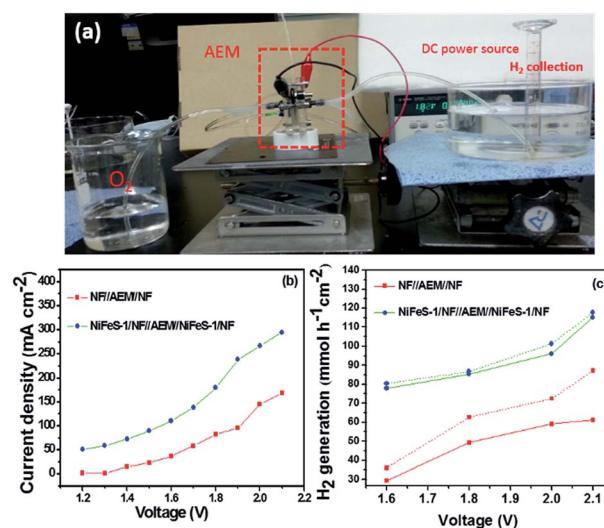 (a)
AEM
DC power source
H₂ collection
O₂
(b)
NF//AEM//NF
NiFeS-1/NF//AEM//NiFeS-1/NF
Current density (mA cm-2)
400
350
300
250
200
150
100
50
0
1.2 1.3 1.4 1.5 1.6 1.7 1.8 1.9 2.0 2.1 2.2
Voltage (V)
(c
NF//AEM//NF
NiFeS-1/NF//AEM//NiFeS-1/NF
H₂ generation (mmol h⁻¹cm⁻²)
140
130
120
110
100
90
80
70
60
50
40
30
1.6 1.7 1.8 1.9 2.0 2.1
Voltage (V)